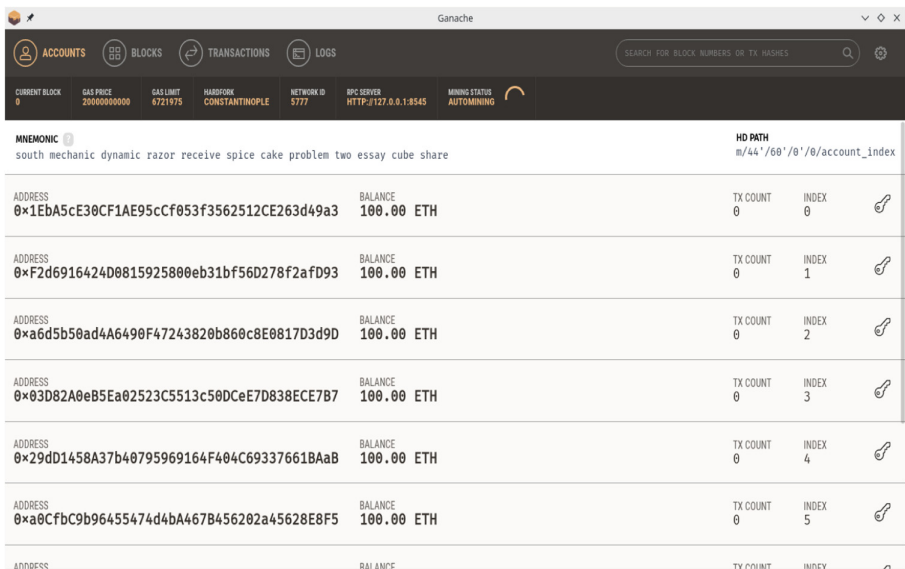 Ganache
ACCOUNTS BLOCKS TRANSACTIONS LOGS SEARCH FOR BLOCK NUMBERS OR TX HASHES
CURRENT BLOCK GAS PRICE GAS LIMIT HARDFORK NETWORK ID RPC SERVER MINING STATUS
0 20000000000 6721975 CONSTANTINOPLE 5777 HTTP://127.0.0.1:8545 AUTOMINING
MNEMONIC ? HD PATH
south mechanic dynamic razor receive spice cake problem two essay cube share m/44'/60'/0'/0/account_index
ADDRESS BALANCE TX COUNT INDEX
0×1EbA5cE30CF1AE95cCf053f3562512CE263d49a3 100.00 ETH 0 0
ADDRESS BALANCE TX COUNT INDEX
0×F2d6916424D0815925800eb31bf56D278f2afD93 100.00 ETH 0 1
ADDRESS BALANCE TX COUNT INDEX
0×a6d5b50ad4A6490F47243820b860c8E0817D3d9D 100.00 ETH 0 2
ADDRESS BALANCE TX COUNT INDEX
0×03D82A0eB5Ea02523C5513c50DCeE7D838ECE7B7 100.00 ETH 0 3
ADDRESS BALANCE TX COUNT INDEX
0×29dD1458A37b40795969164F404C69337661BAaB 100.00 ETH 0 4
ADDRESS BALANCE TX COUNT INDEX
0×a0CfbC9b96455474d4bA467B456202a45628E8F5 100.00 ETH 0 5
ADDRESS BALANCE TX COUNT INDEX